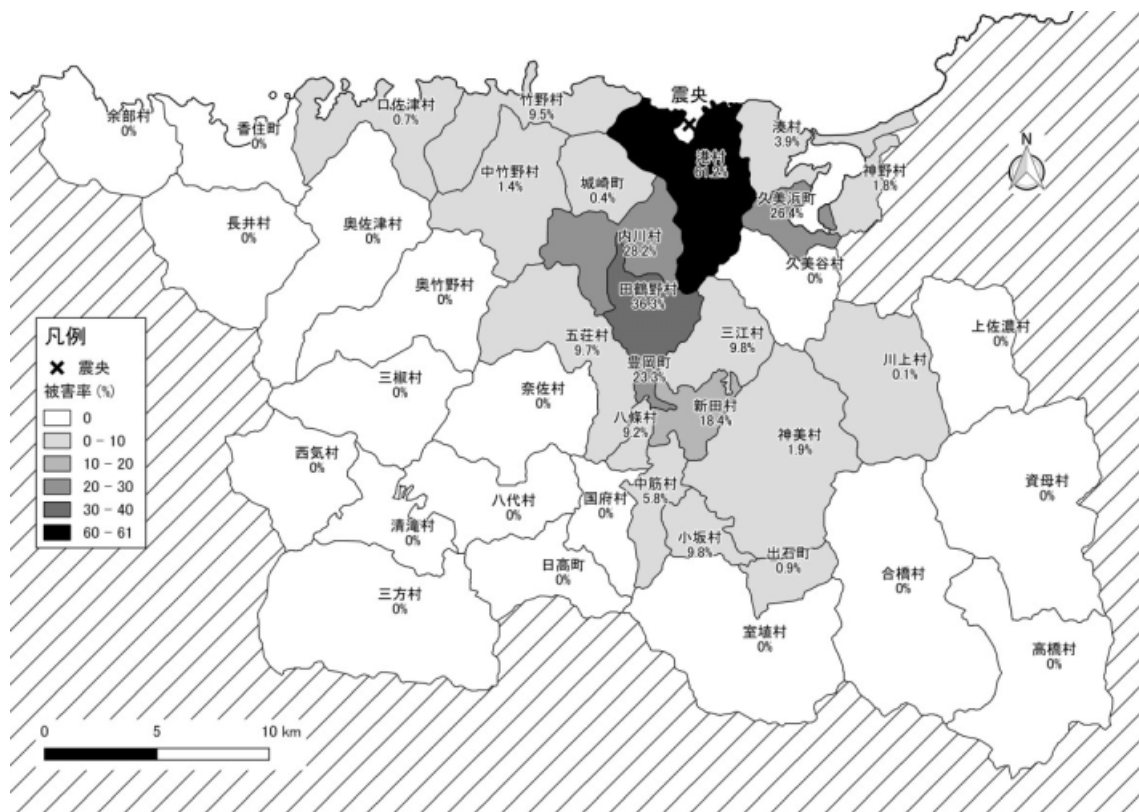 余部村
0%
香住町
0%
口佐津村
0.7%
竹野村
9.5%
震央
港村
61.2%
湊村
3.9%
神野村
1.8%
N
中竹野村
1.4%
城崎町
0.4%
久美浜町
26.4%
長井村
0%
奥佐津村
0%
内川村
28.2%
久美谷村
0%
奥竹野村
0%
田鶴野村
36.3%
五荘村
9.7%
三江村
9.8%
川上村
0.1%
上佐濃村
0%
凡例
震央
被害率(%)
0
0 - 10
10 - 20
20 - 30
30 - 40
60 - 61
三椒村
0%
奈佐村
0%
豊岡町
23.3%
八條村
9.2%
新田村
18.4%
神美村
1.9%
西気村
0%
清滝村
0%
八代村
0%
国府村
0%
中筋村
5.8%
資母村
0%
小坂村
9.8%
出石町
0.9%
三方村
0%
日高町
0%
合橋村
0%
室埴村
0%
高橋村
0%
0 5 10 km